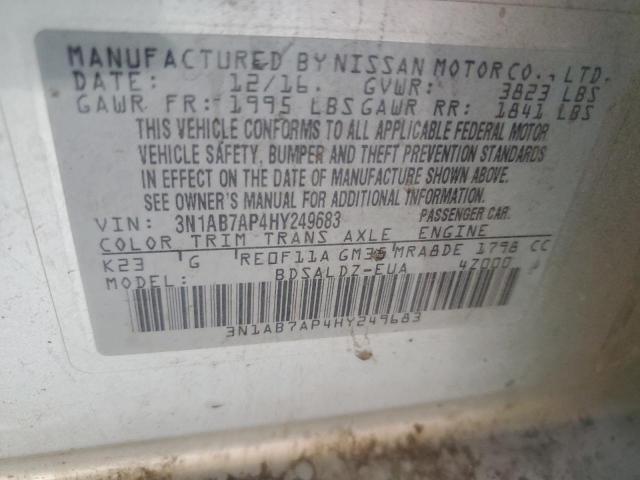 MANUFACTURED BY NISSAN MOTOR CO., LTD.
DATE: 12/16. GVWR: 3823 LBS
GAWR FR: 1995 LBS GAWR RR: 1841 LBS
THIS VEHICLE CONFORMS TO ALL APPLICABLE FEDERAL MOTOR
VEHICLE SAFETY, BUMPER AND THEFT PREVENTION STANDARDS
IN EFFECT ON THE DATE OF MANUFACTURE SHOWN ABOVE.
SEE OWNER'S MANUAL FOR ADDITIONAL INFORMATION.
VIN: 3N1AB7AP4HY249683 PASSENGER CAR.
COLOR TRIM TRANS AXLE ENGINE
K23 G RE0F11A GM35 MRA8DE 1798 CC
MODEL: BDSALDZ-EUA 4Z000
3N1AB7AP4HY249683